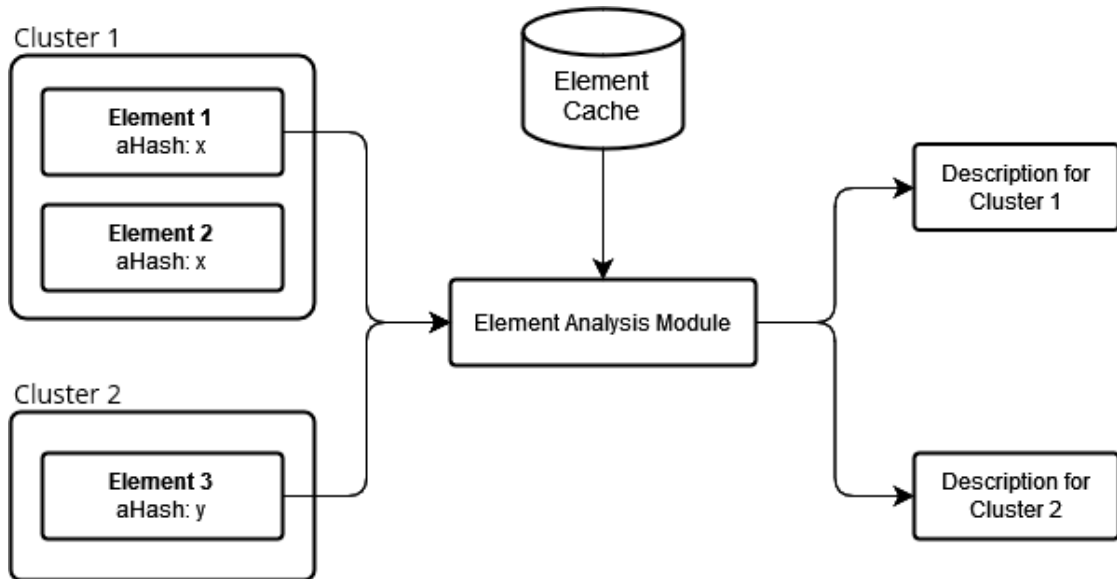 Cluster 1
Element 1
aHash: x
Element 2
aHash: x
Cluster 2
Element 3
aHash: y
Element
Cache
Element Analysis Module
Description for
Cluster 1
Description for
Cluster 2